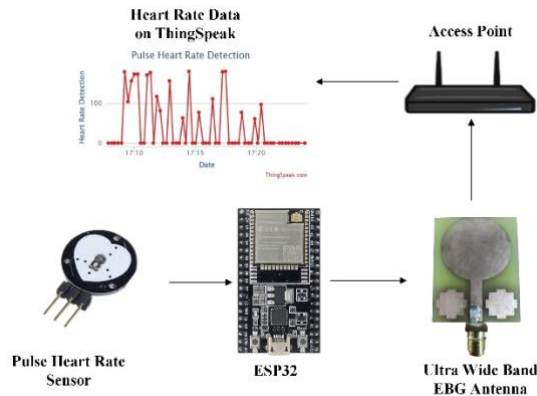 Heart Rate Data
on ThingSpeak
Access Point
Pulse Heart Rate Detection
Heart Rate Detection
100
0
17:10
17:15
17:20
Date
ThingSpeak.com
Pulse Heart Rate
Sensor
ESP32
Ultra Wide Band
EBG Antenna